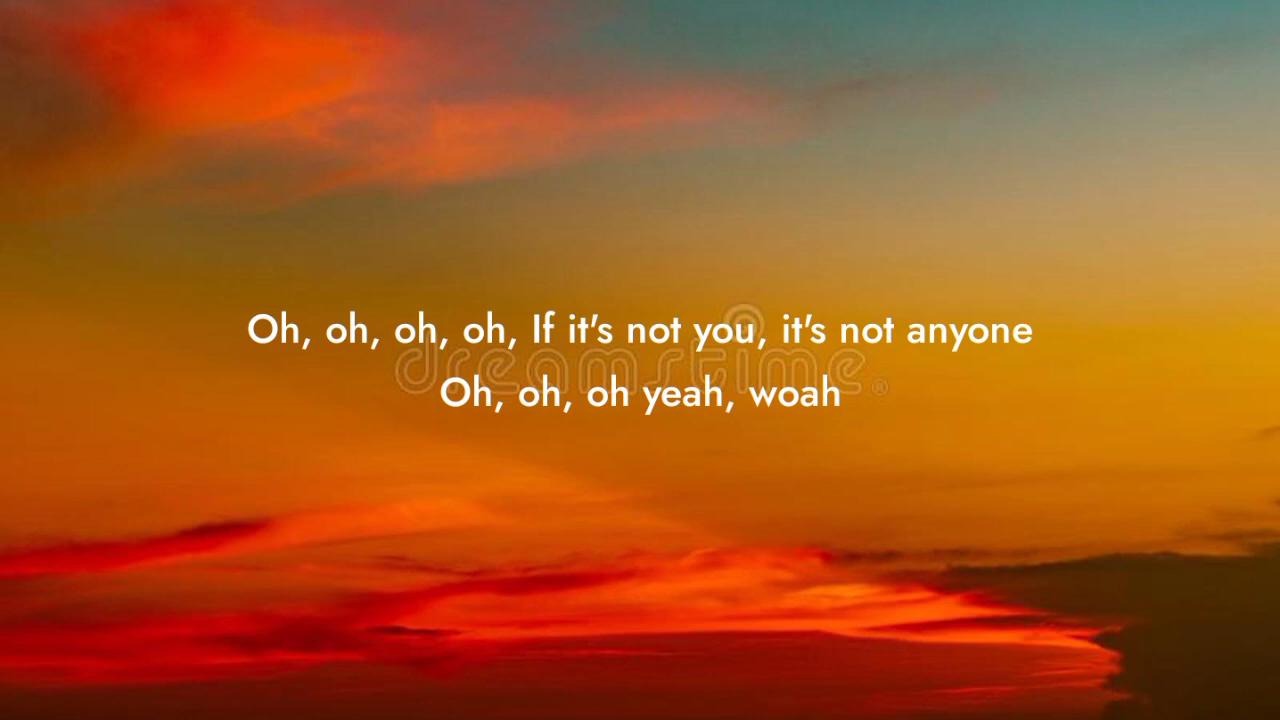 Oh, oh, oh, oh, If it's not you, it's not anyone
dreamstime®
Oh, oh, oh yeah, woah